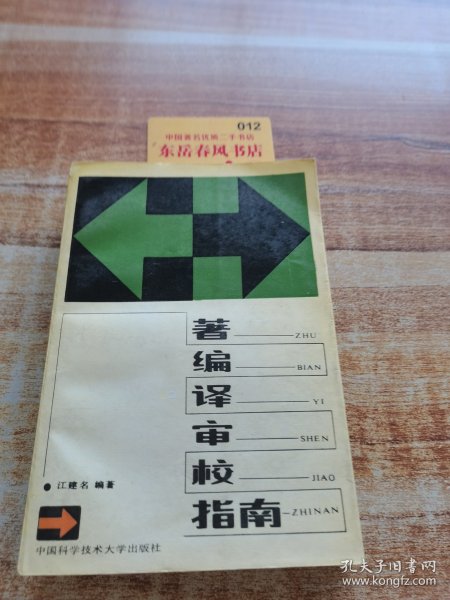 012
中国著名优质二手书店
东岳春风书店
著 ZHU
编 BIAN
译 YI
审 SHEN
校 JIAO
指南 ZHINAN
江建名 编著
中国科学技术大学出版社
孔夫子旧书网
www.kongfz.com